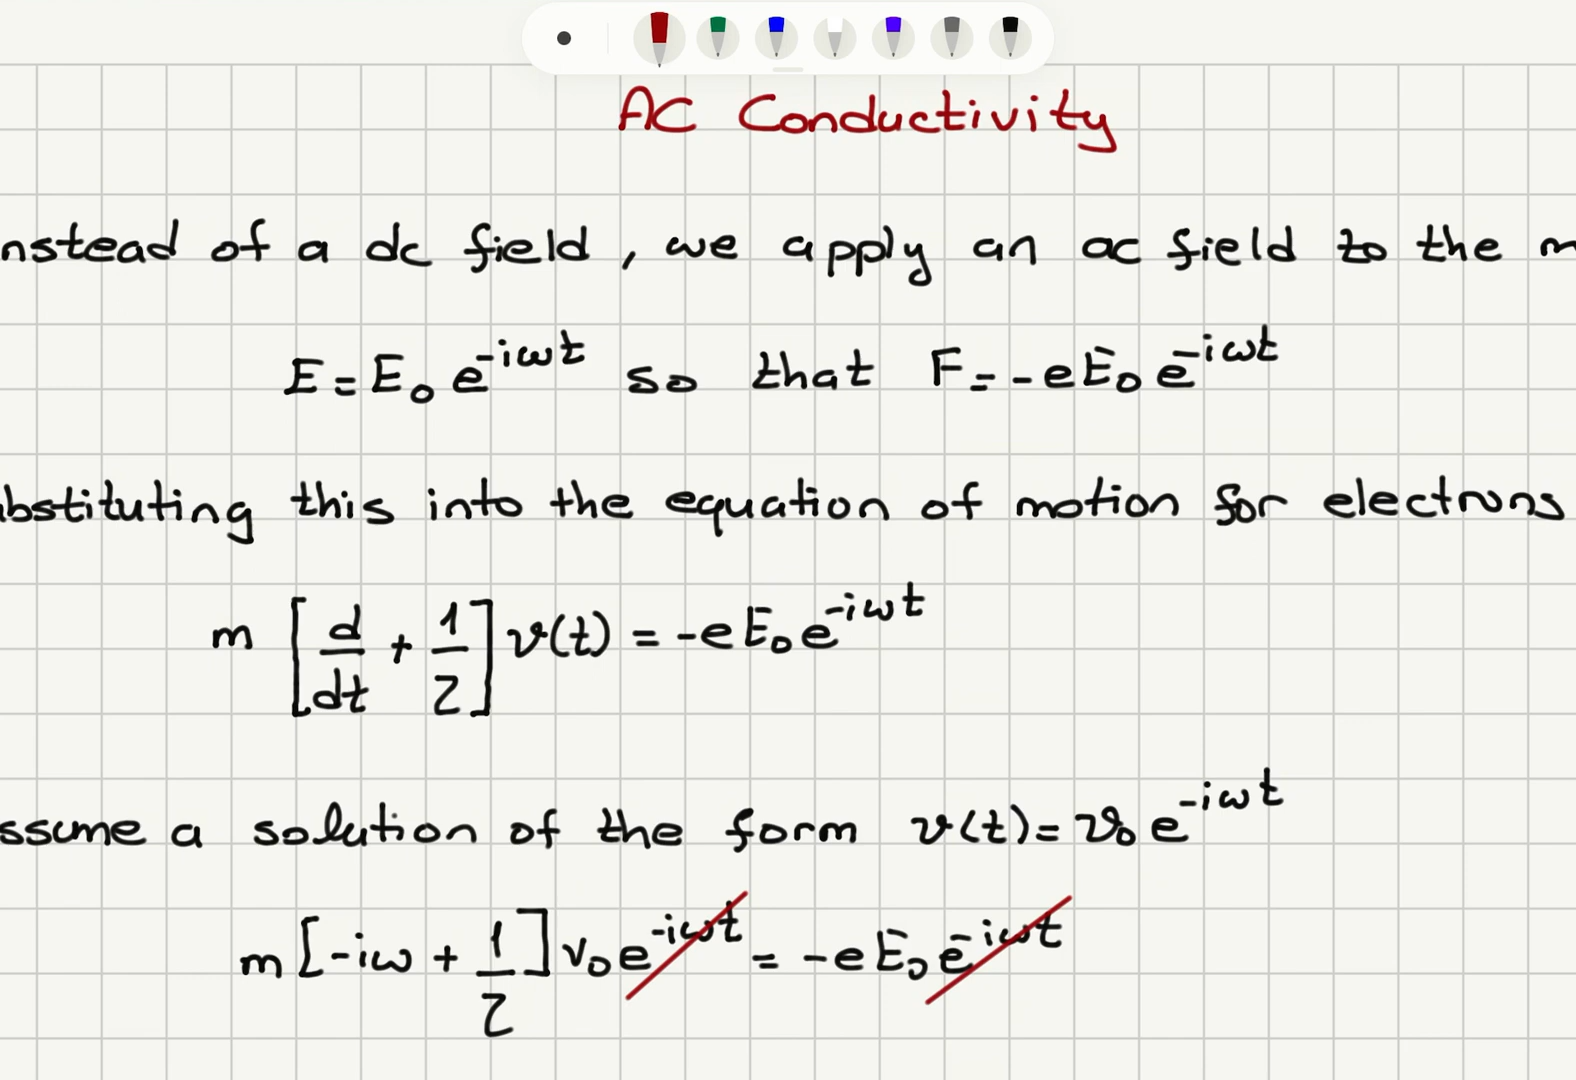 AC Conductivity
nstead of a dc field, we apply an ac field to the m
E = E₀ e^{-iωt} so that F = -eE₀ e^{-iωt}
bstituting this into the equation of motion for electrons
m [d/dt + 1/τ] v(t) = -eE₀ e^{-iωt}
ssume a solution of the form v(t) = v₀ e^{-iωt}
m [-iω + 1/τ] v₀ e^{-iωt} = -eE₀ e^{-iωt}